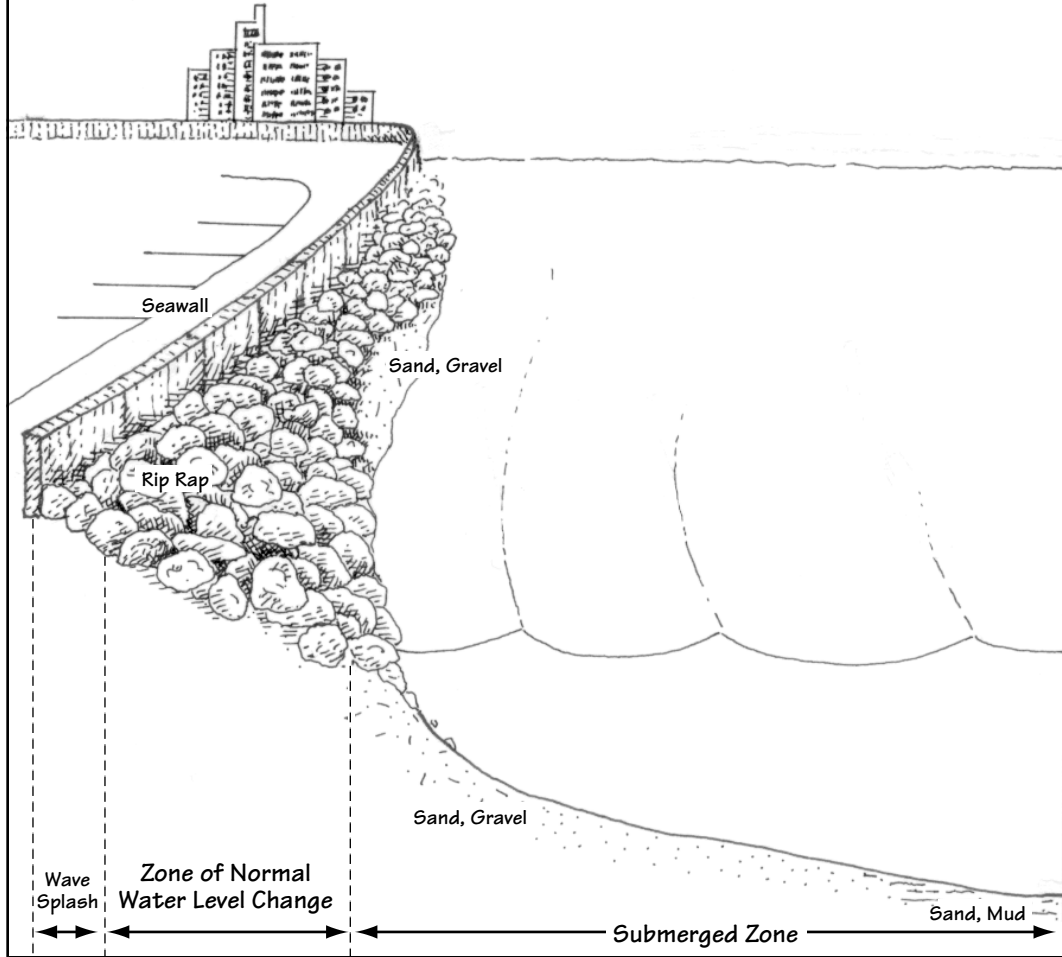 Seawall
Sand, Gravel
Rip Rap
Sand, Gravel
Wave
Splash
Zone of Normal
Water Level Change
Sand, Mud
Submerged Zone